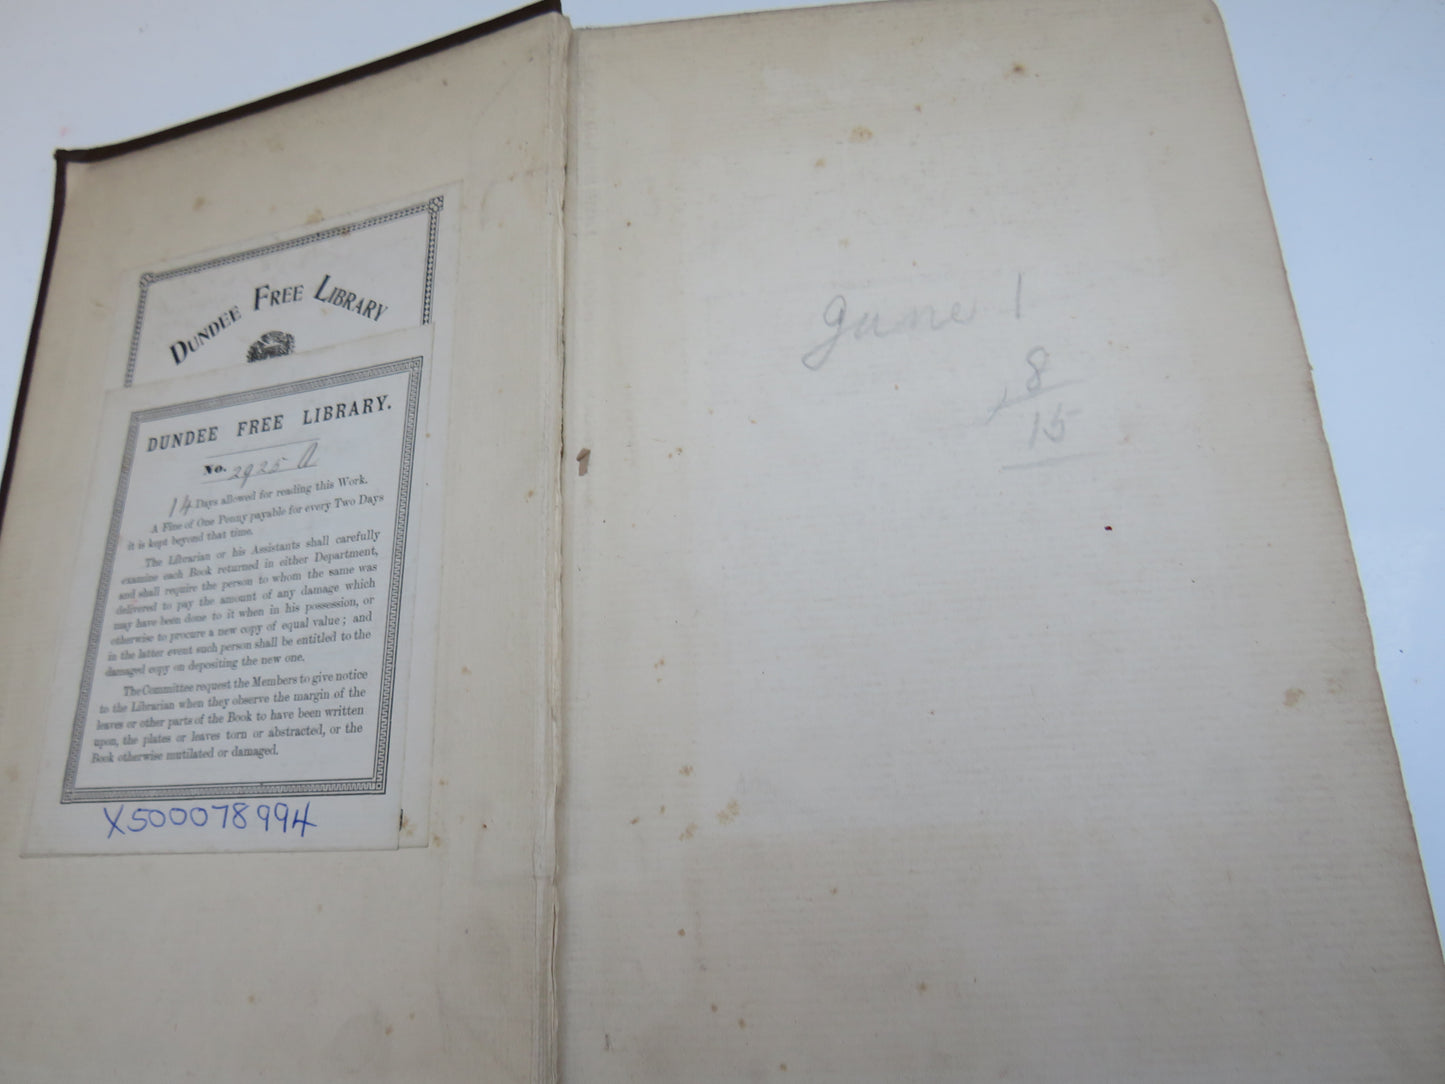 DUNDEE FREE LIBRARY
DUNDEE FREE LIBRARY.
No. 2925 A
14 Days allowed for reading this Work.
A Fine of One Penny payable for every Two Days
it is kept beyond that time.
The Librarian or his Assistants shall carefully
examine each Book returned in either Department,
and shall require the person to whom the same was
delivered to pay the amount of any damage which
may have been done to it when in his possession, or
otherwise to procure a new copy of equal value; and
in the latter event such person shall be entitled to the
damaged copy on depositing the new one.
The Committee request the Members to give notice
to the Librarian when they observe the margin of the
leaves or other parts of the Book to have been written
upon, the plates or leaves torn or abstracted, or the
Book otherwise mutilated or damaged.
X500078994
June 1
8
15